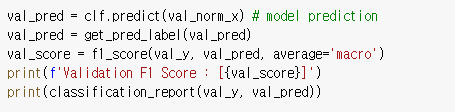 val_pred = clf.predict(val_norm_x) # model prediction
val_pred = get_pred_label(val_pred)
val_score = f1_score(val_y, val_pred, average='macro')
print(f'Validation F1 Score : [{val_score}]')
print(classification_report(val_y, val_pred))